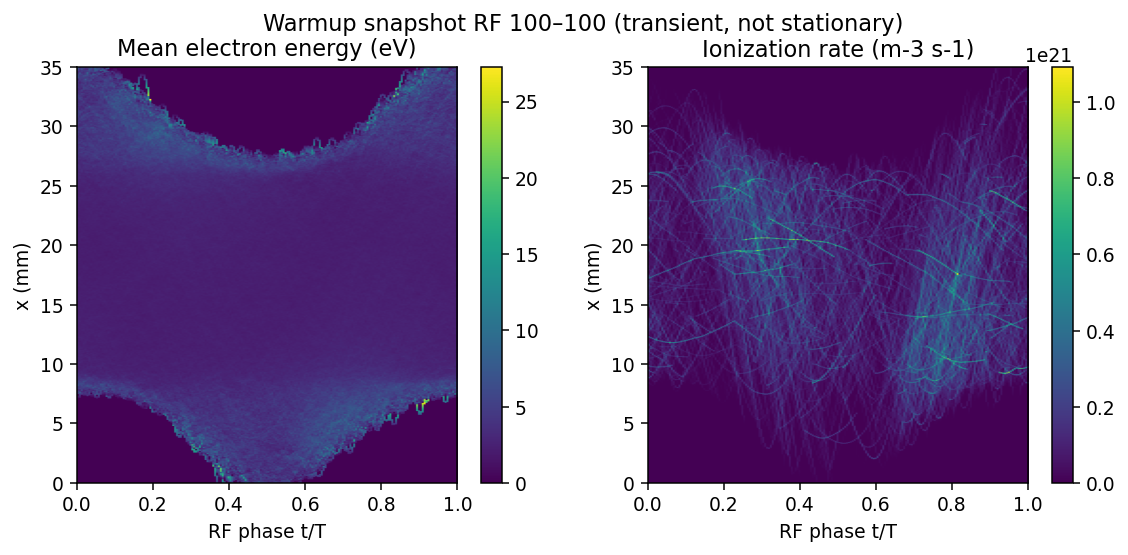 Warmup snapshot RF 100–100 (transient, not stationary)
Mean electron energy (eV)
35
30
25
20
15
10
5
0
x (mm)
0.0 0.2 0.4 0.6 0.8 1.0
RF phase t/T
25
20
15
10
5
0
Ionization rate (m-3 s-1)
35
30
25
20
15
10
5
0
x (mm)
0.0 0.2 0.4 0.6 0.8 1.0
RF phase t/T
1e21
1.0
0.8
0.6
0.4
0.2
0.0